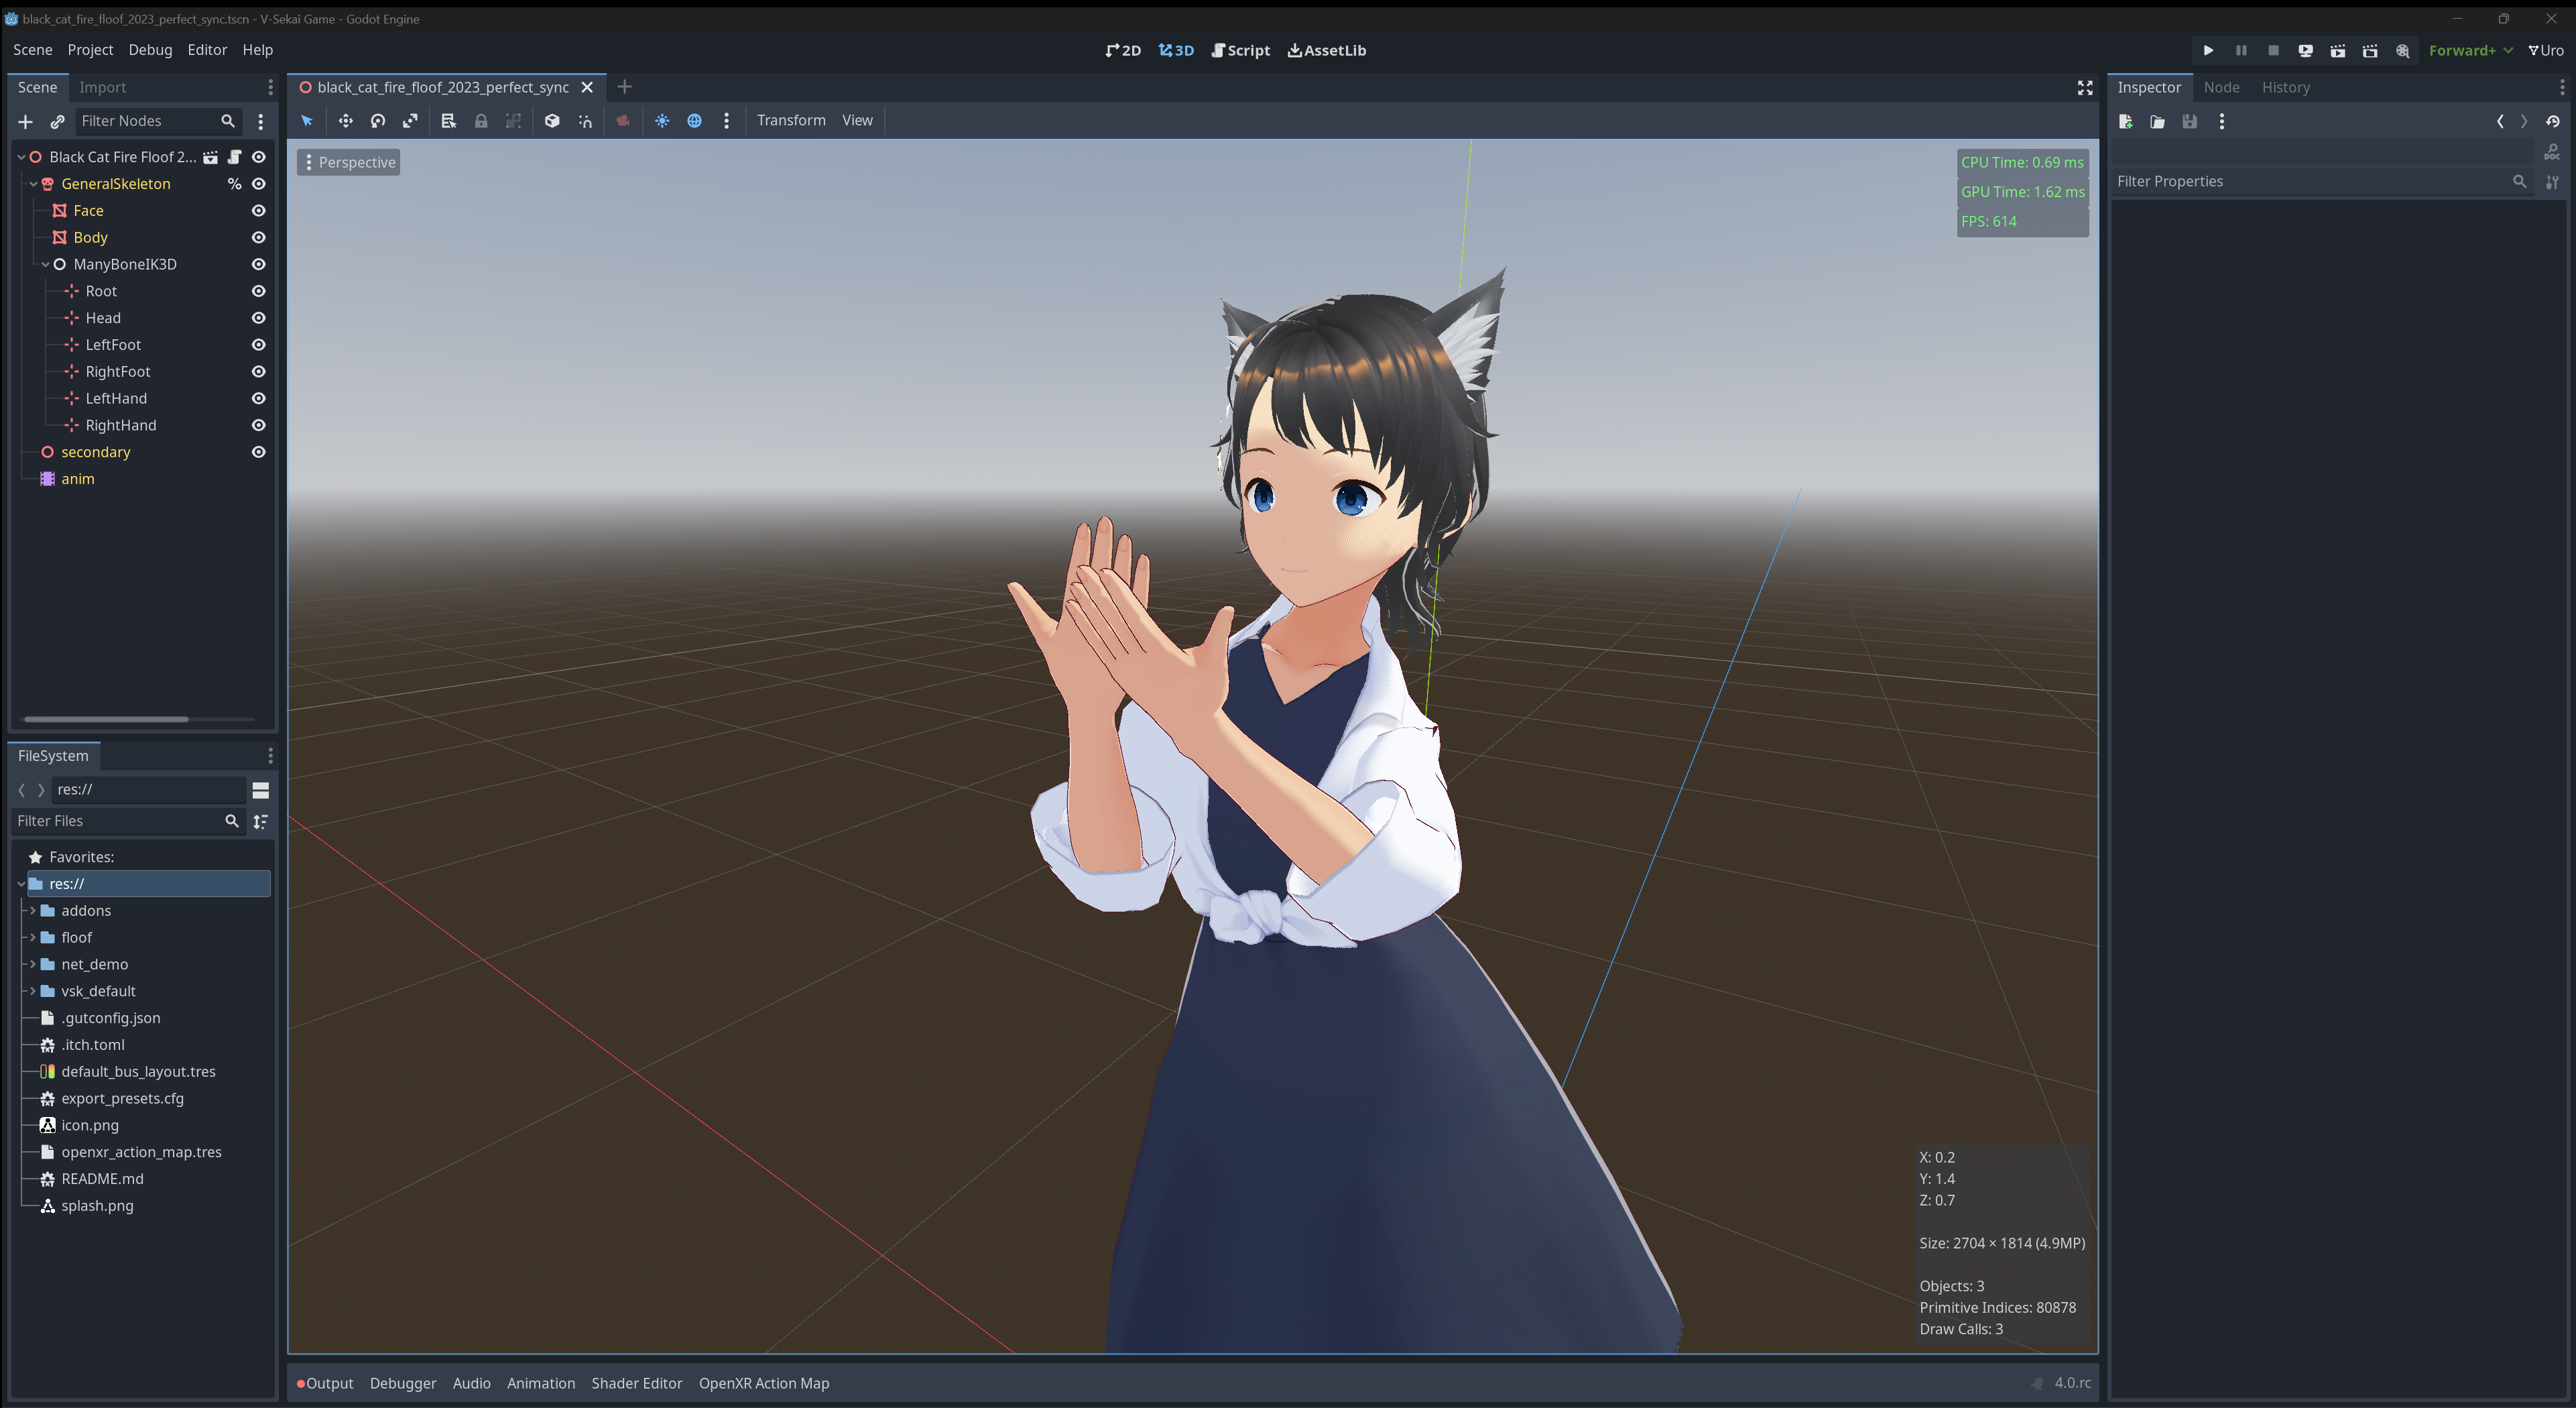 black_cat_fire_floof_2023_perfect_sync.tscn - V-Sekai Game - Godot Engine
Scene Project Debug Editor Help
2D 3D Script AssetLib
Forward+ Uro
Scene Import
Filter Nodes
Black Cat Fire Floof 2...
GeneralSkeleton %
Face
Body
ManyBoneIK3D
Root
Head
LeftFoot
RightFoot
LeftHand
RightHand
secondary
anim
FileSystem
res://
Filter Files
Favorites:
res://
addons
floof
net_demo
vsk_default
.gutconfig.json
.itch.toml
default_bus_layout.tres
export_presets.cfg
icon.png
openxr_action_map.tres
README.md
splash.png
black_cat_fire_floof_2023_perfect_sync
Transform View
Perspective
CPU Time: 0.69 ms
GPU Time: 1.62 ms
FPS: 614
X: 0.2
Y: 1.4
Z: 0.7
Size: 2704 × 1814 (4.9MP)
Objects: 3
Primitive Indices: 80878
Draw Calls: 3
Output Debugger Audio Animation Shader Editor OpenXR Action Map
4.0.rc
Inspector Node History
DOC
Filter Properties